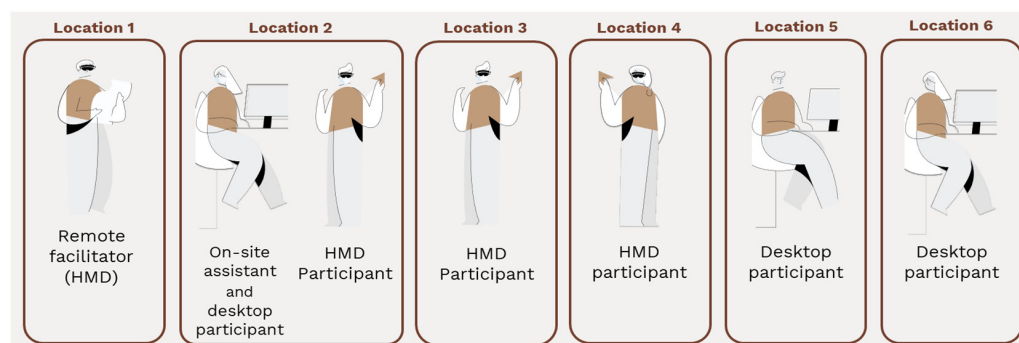 Location 1
Location 2
Location 3
Location 4
Location 5
Location 6
Remote
facilitator
(HMD)
On-site
assistant
and
desktop
participant
HMD
Participant
HMD
Participant
HMD
participant
Desktop
participant
Desktop
participant